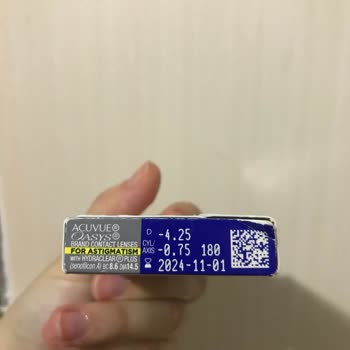 ACUVUE®
OASYS®
BRAND CONTACT LENSES
FOR ASTIGMATISM
WITH HYDRACLEAR® PLUS
(senofilcon A) BC 8.6 DIA 14.5
D -4.25
CYL/
AXIS -0.75 180
2024-11-01